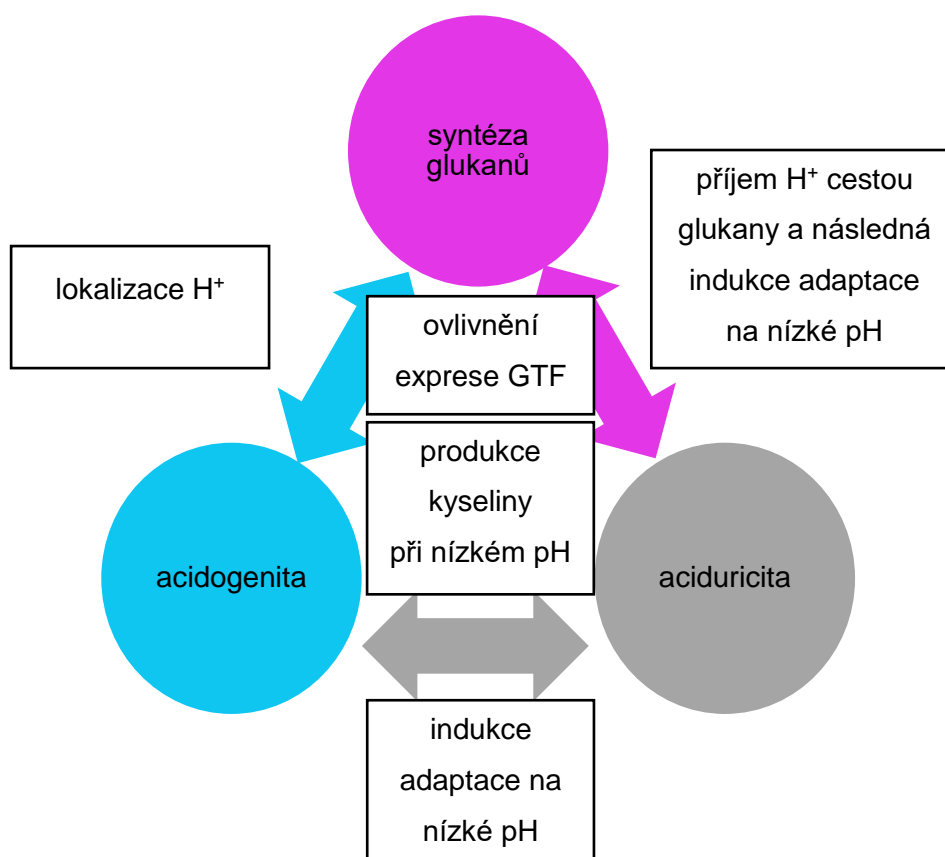 syntéza
glukanů
příjem H⁺ cestou
glukany a následná
indukce adaptace
na nízké pH
lokalizace H⁺
ovlivnění
exprese GTF
produkce
kyseliny
při nízkém pH
acidogenita
aciduricita
indukce
adaptace na
nízké pH